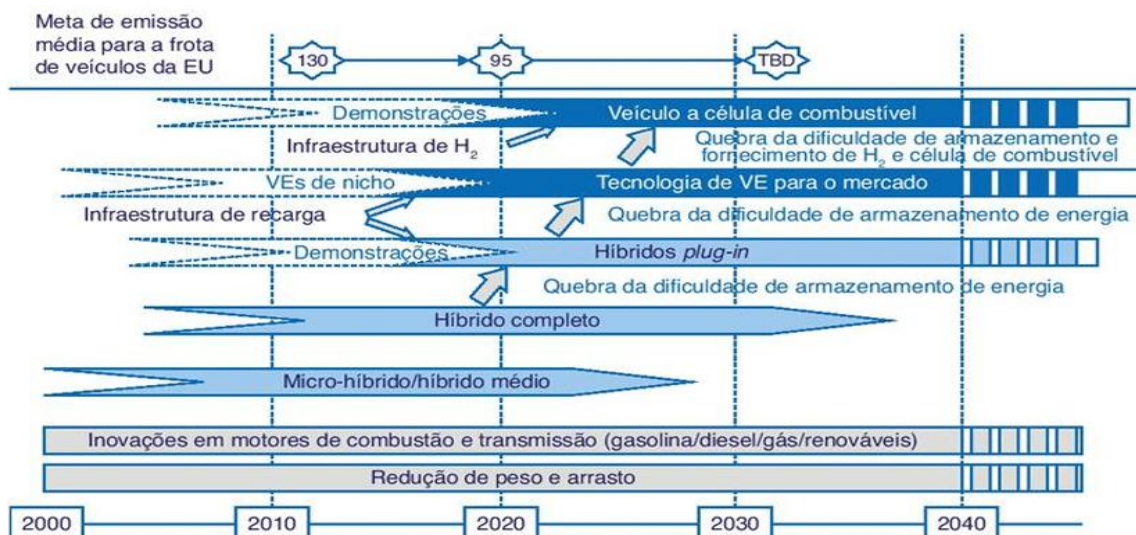 Meta de emissão
média para a frota
de veículos da EU
130
95
TBD
Demonstrações
Veículo a célula de combustível
Infraestrutura de H₂
Quebra da dificuldade de armazenamento e
fornecimento de H₂ e célula de combustível
VEs de nicho
Tecnologia de VE para o mercado
Infraestrutura de recarga
Quebra da dificuldade de armazenamento de energia
Demonstrações
Híbridos plug-in
Quebra da dificuldade de armazenamento de energia
Híbrido completo
Micro-híbrido/híbrido médio
Inovações em motores de combustão e transmissão (gasolina/diesel/gás/renováveis)
Redução de peso e arrasto
2000
2010
2020
2030
2040